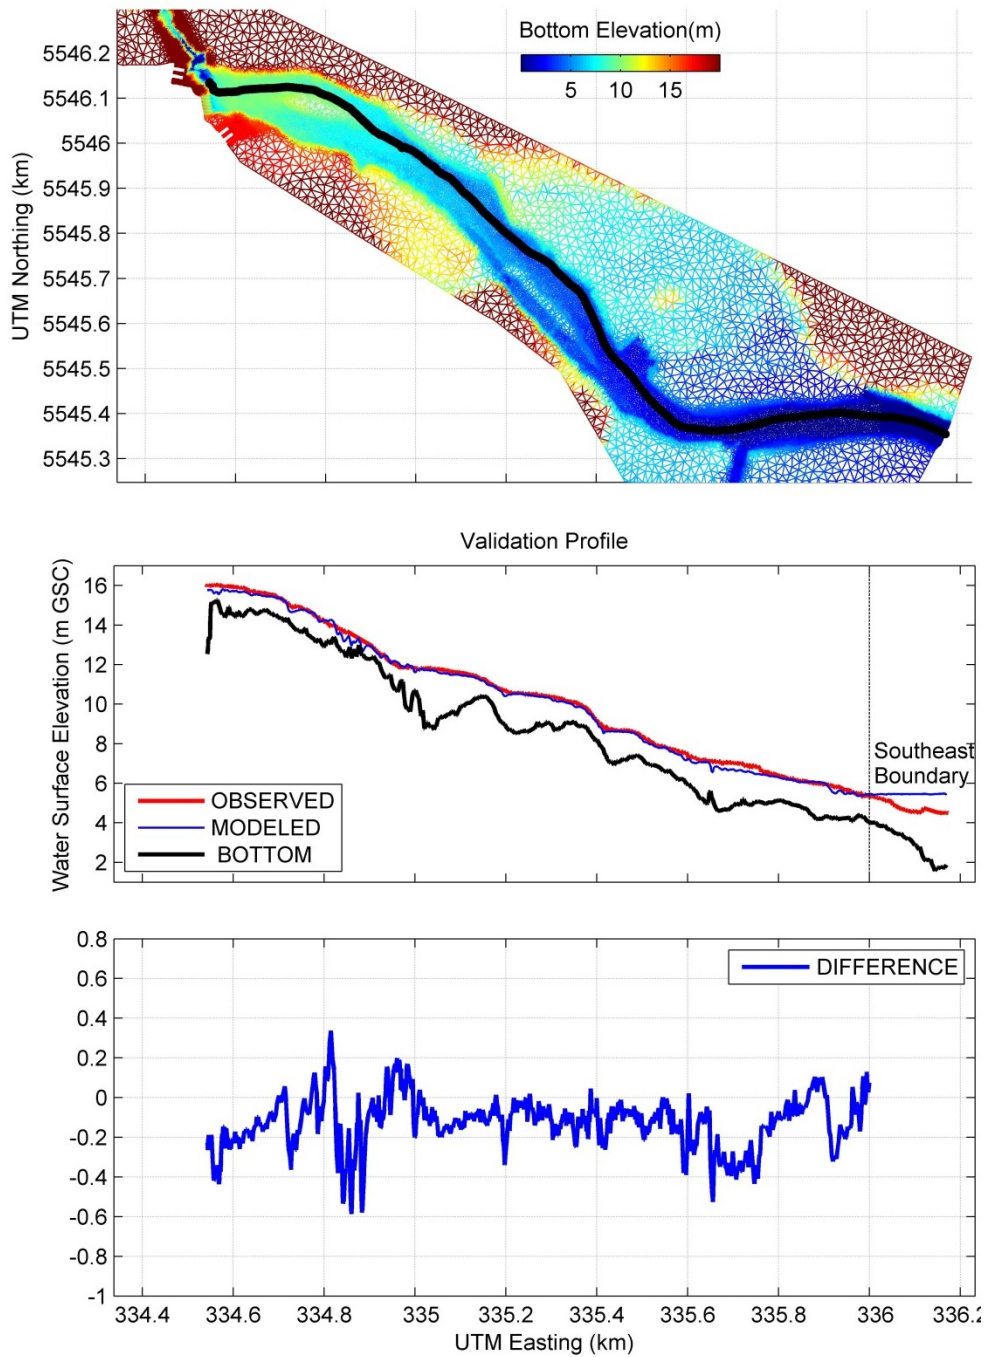 Bottom Elevation(m)
5 10 15
UTM Northing (km)
5546.2
5546.1
5546
5545.9
5545.8
5545.7
5545.6
5545.5
5545.4
5545.3
Validation Profile
Water Surface Elevation (m GSC)
16
14
12
10
8
6
4
2
Southeast
Boundary
OBSERVED
MODELED
BOTTOM
0.8
0.6
0.4
0.2
0
-0.2
-0.4
-0.6
-0.8
-1
DIFFERENCE
334.4 334.6 334.8 335 335.2 335.4 335.6 335.8 336 336.2
UTM Easting (km)